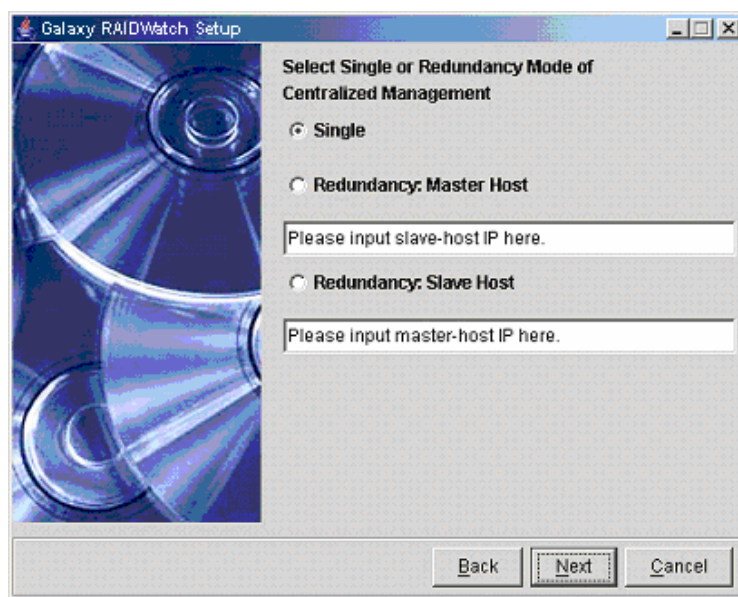 Galaxy RAIDWatch Setup
Select Single or Redundancy Mode of
Centralized Management
Single
Redundancy: Master Host
Please input slave-host IP here.
Redundancy: Slave Host
Please input master-host IP here.
Back
Next
Cancel